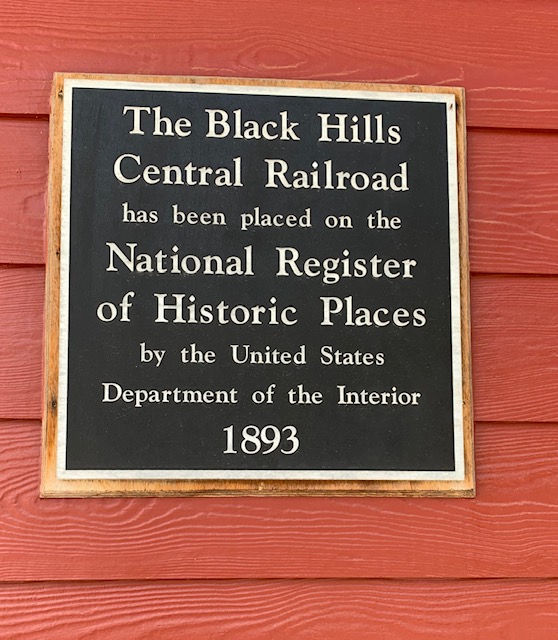 The Black Hills
Central Railroad
has been placed on the
National Register
of Historic Places
by the United States
Department of the Interior
1893